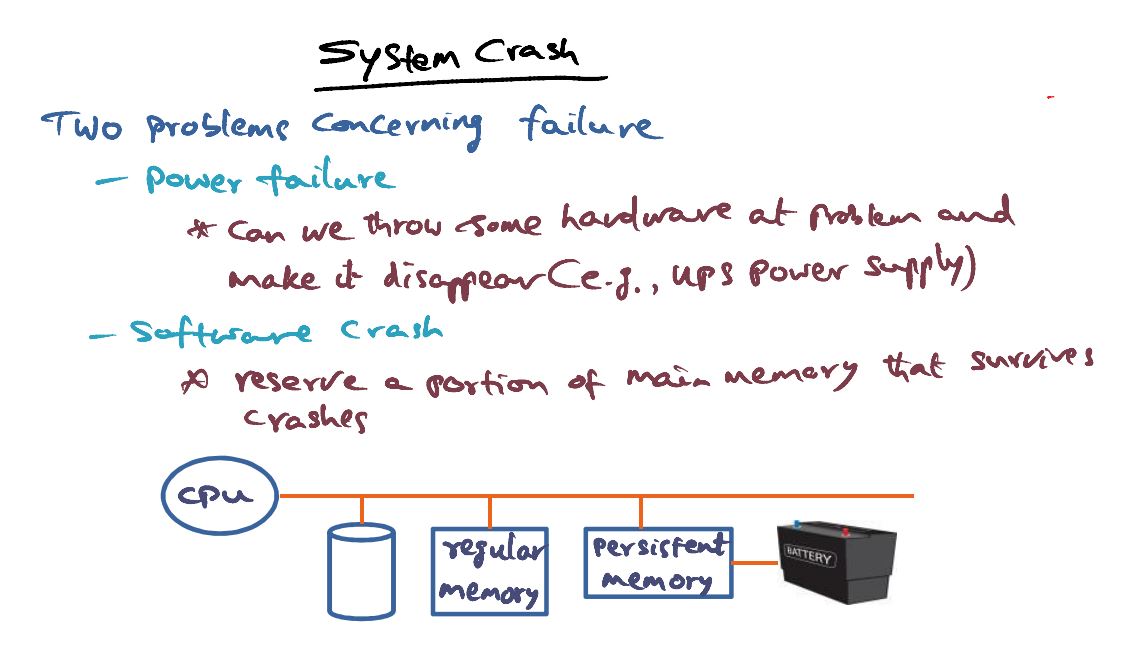 System Crash
Two problems concerning failure
- Power failure
* Can we throw some hardware at problem and
make it disappear (e.g., UPS power supply)
- Software crash
* reserve a portion of main memory that survives
crashes
cpu
regular
memory
persistent
memory
BATTERY